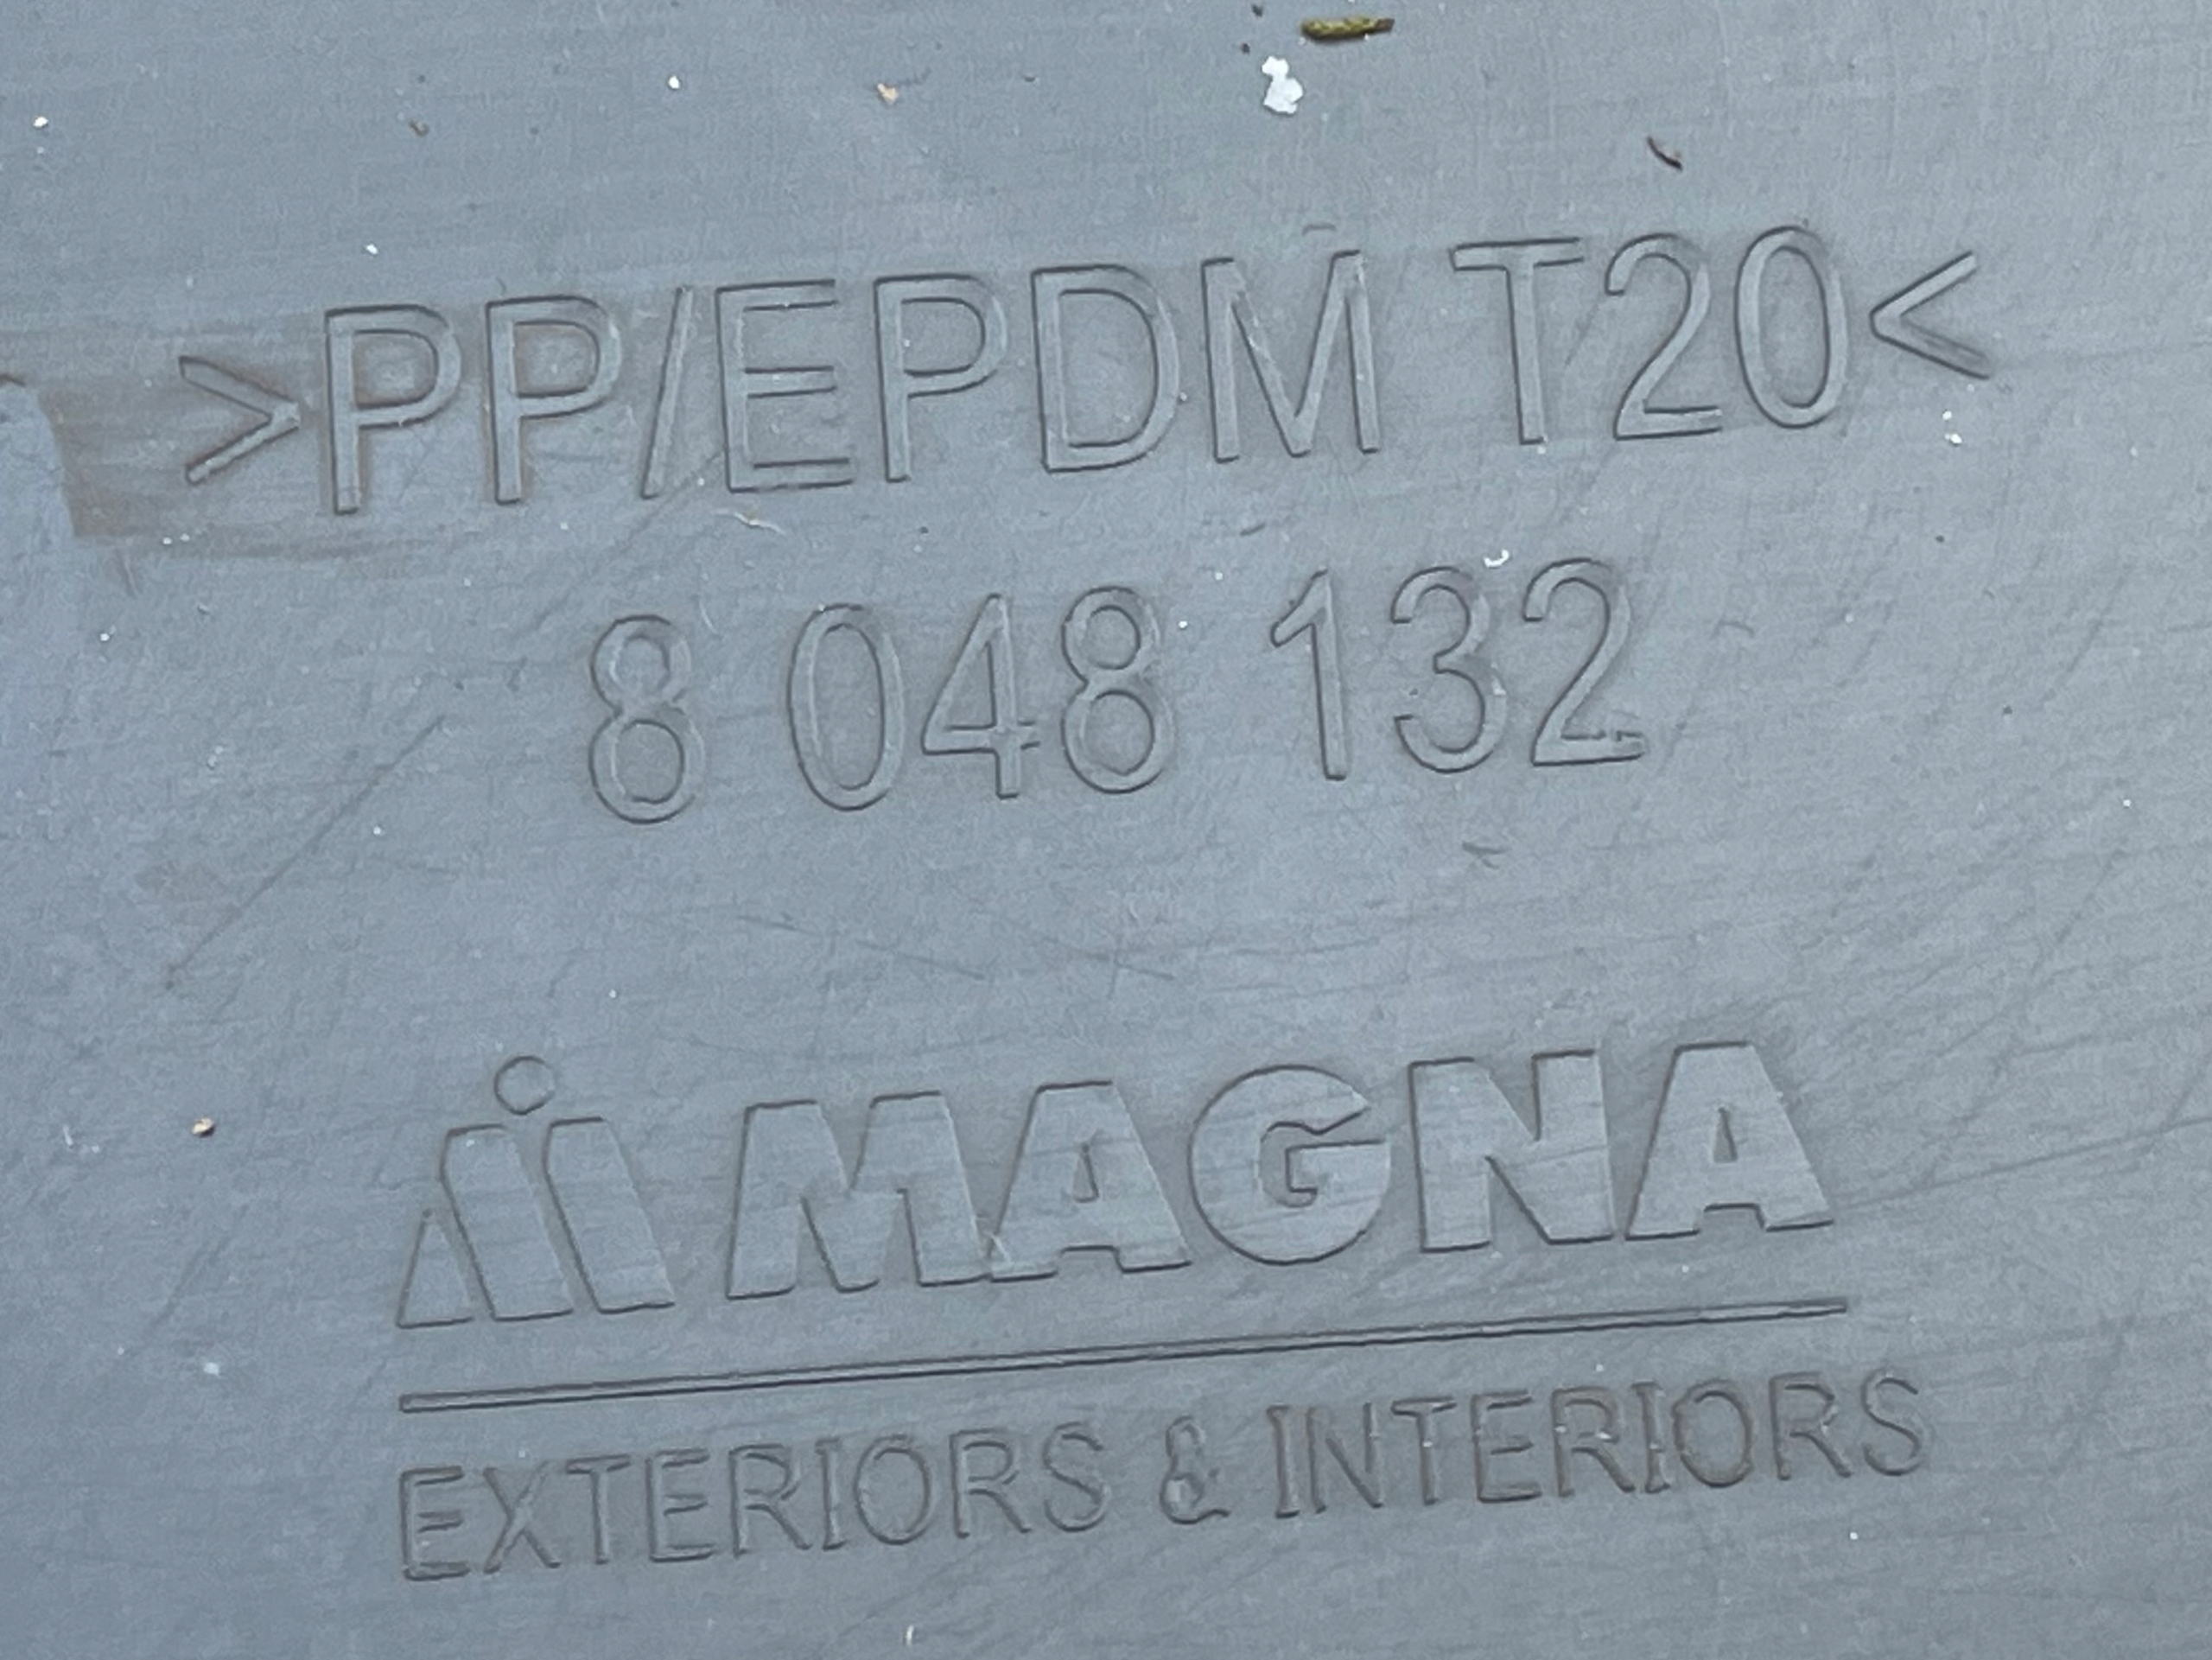 >PP/EPDM T20<
8 048 132
MAGNA
EXTERIORS & INTERIORS